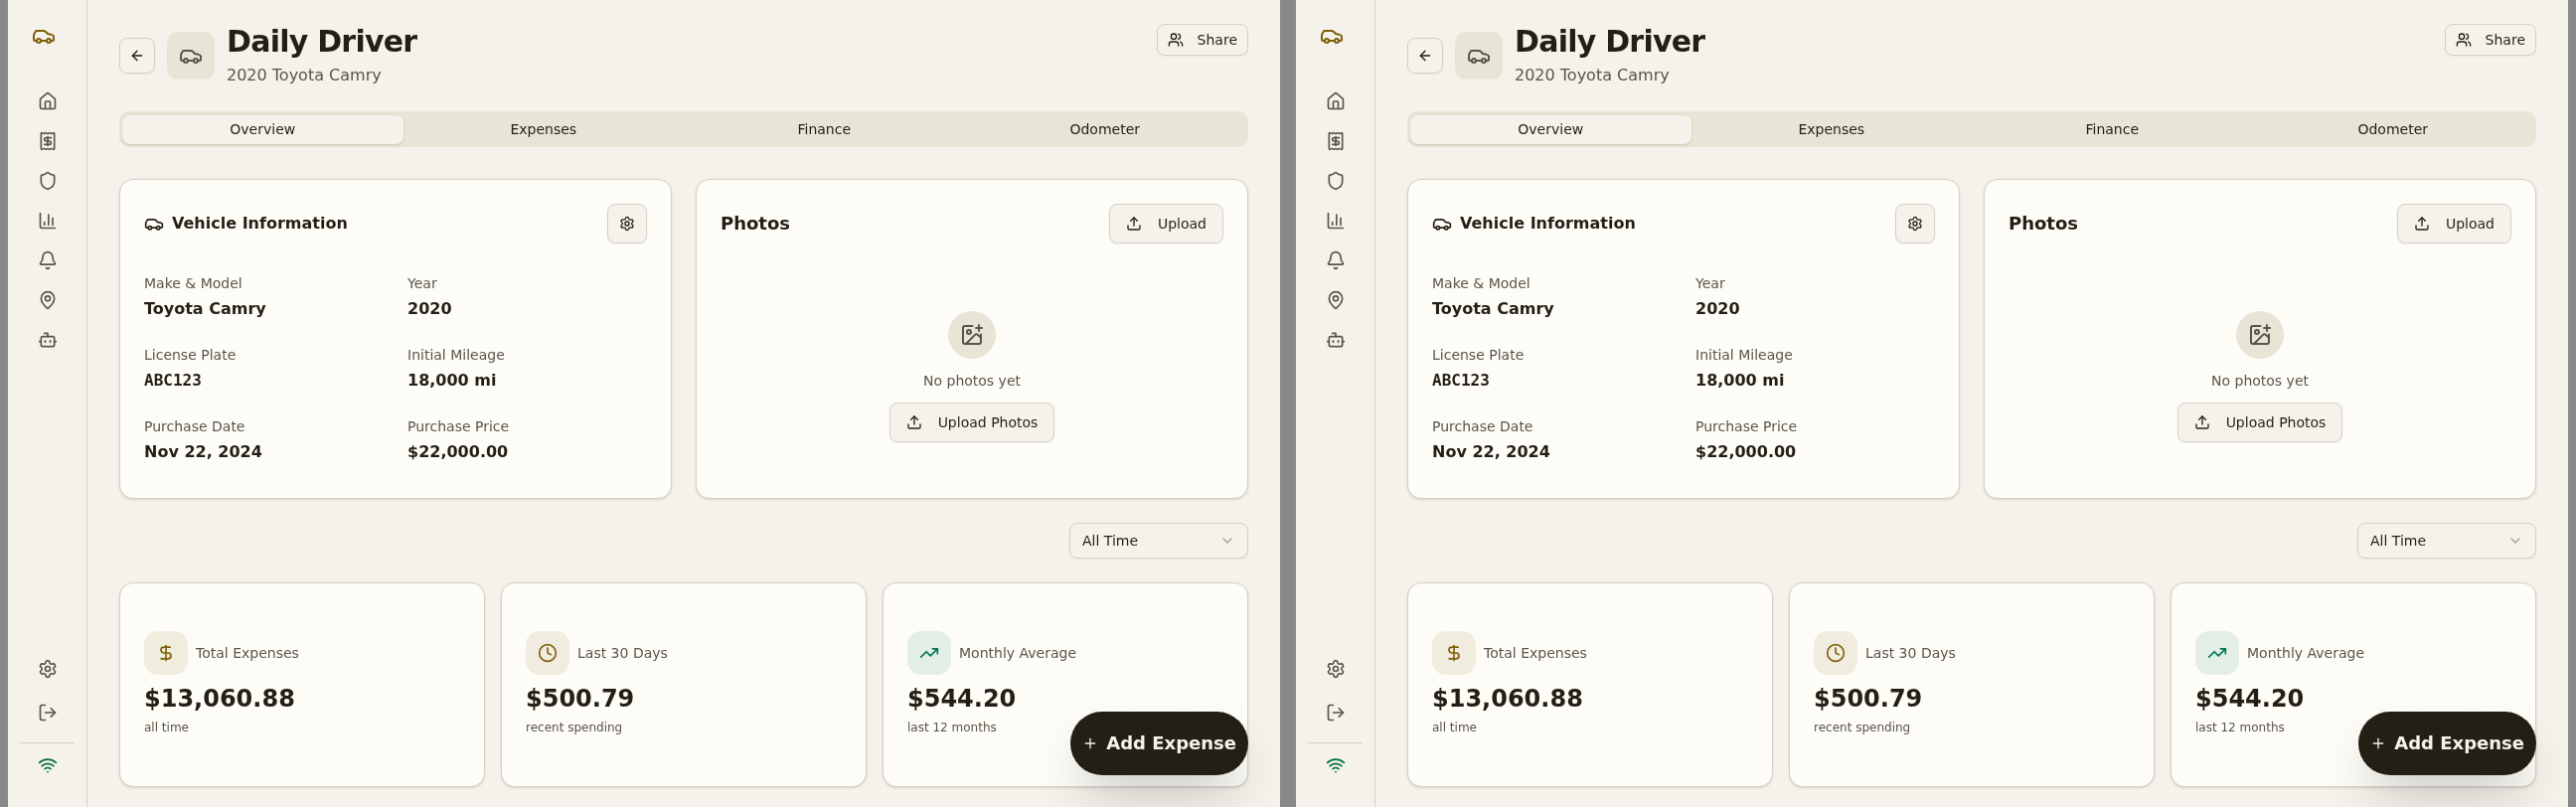 Daily Driver
2020 Toyota Camry
Share
Overview Expenses Finance Odometer
Vehicle Information
Make & Model Year
Toyota Camry 2020
License Plate Initial Mileage
ABC123 18,000 mi
Purchase Date Purchase Price
Nov 22, 2024 $22,000.00
Photos
Upload
No photos yet
Upload Photos
All Time
Total Expenses
$13,060.88
all time
Last 30 Days
$500.79
recent spending
Monthly Average
$544.20
last 12 months
+ Add Expense
Daily Driver
2020 Toyota Camry
Share
Overview Expenses Finance Odometer
Vehicle Information
Make & Model Year
Toyota Camry 2020
License Plate Initial Mileage
ABC123 18,000 mi
Purchase Date Purchase Price
Nov 22, 2024 $22,000.00
Photos
Upload
No photos yet
Upload Photos
All Time
Total Expenses
$13,060.88
all time
Last 30 Days
$500.79
recent spending
Monthly Average
$544.20
last 12 months
+ Add Expense